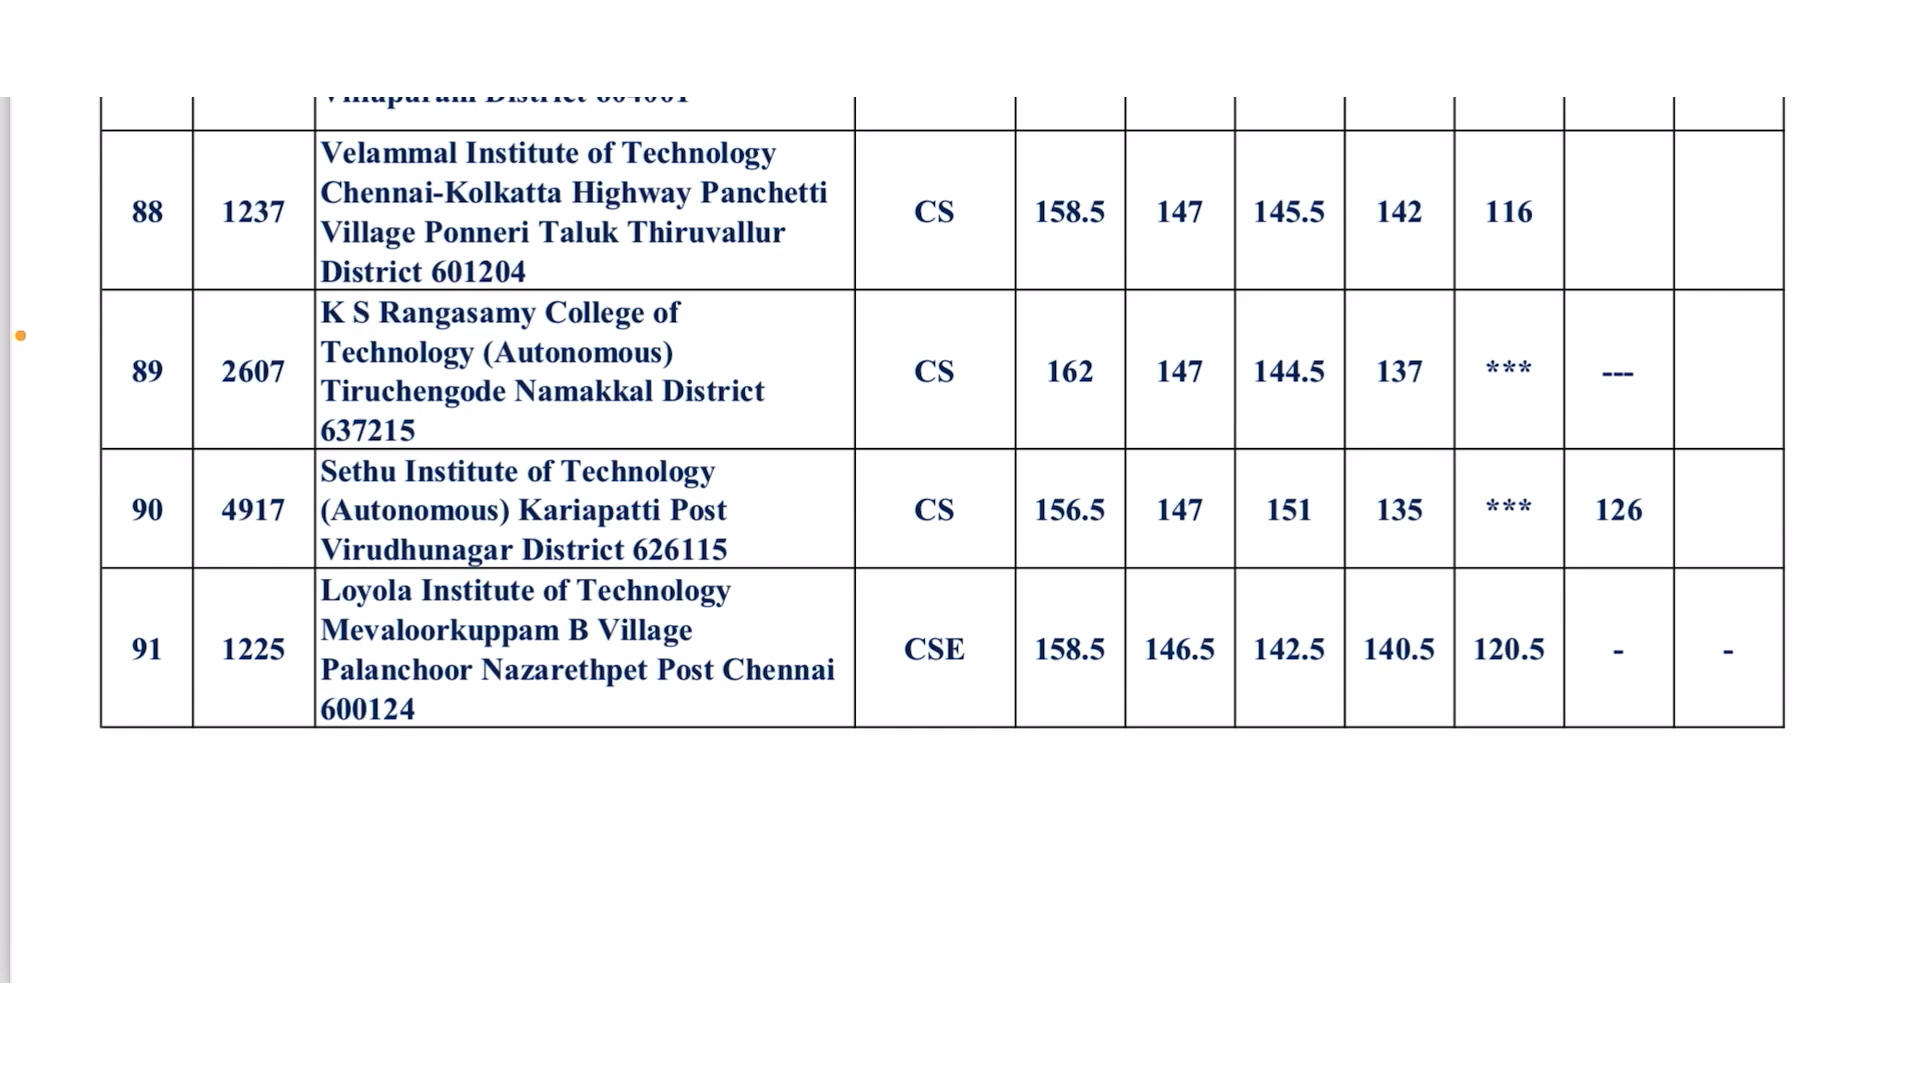 Villupuram District 604001
Velammal Institute of Technology
Chennai-Kolkatta Highway Panchetti
88 1237 CS 158.5 147 145.5 142 116
Village Ponneri Taluk Thiruvallur
District 601204
K S Rangasamy College of
Technology (Autonomous)
89 2607 CS 162 147 144.5 137 *** ---
Tiruchengode Namakkal District
637215
Sethu Institute of Technology
90 4917 (Autonomous) Kariapatti Post CS 156.5 147 151 135 *** 126
Virudhunagar District 626115
Loyola Institute of Technology
Mevaloorkuppam B Village
91 1225 CSE 158.5 146.5 142.5 140.5 120.5 - -
Palanchoor Nazarethpet Post Chennai
600124